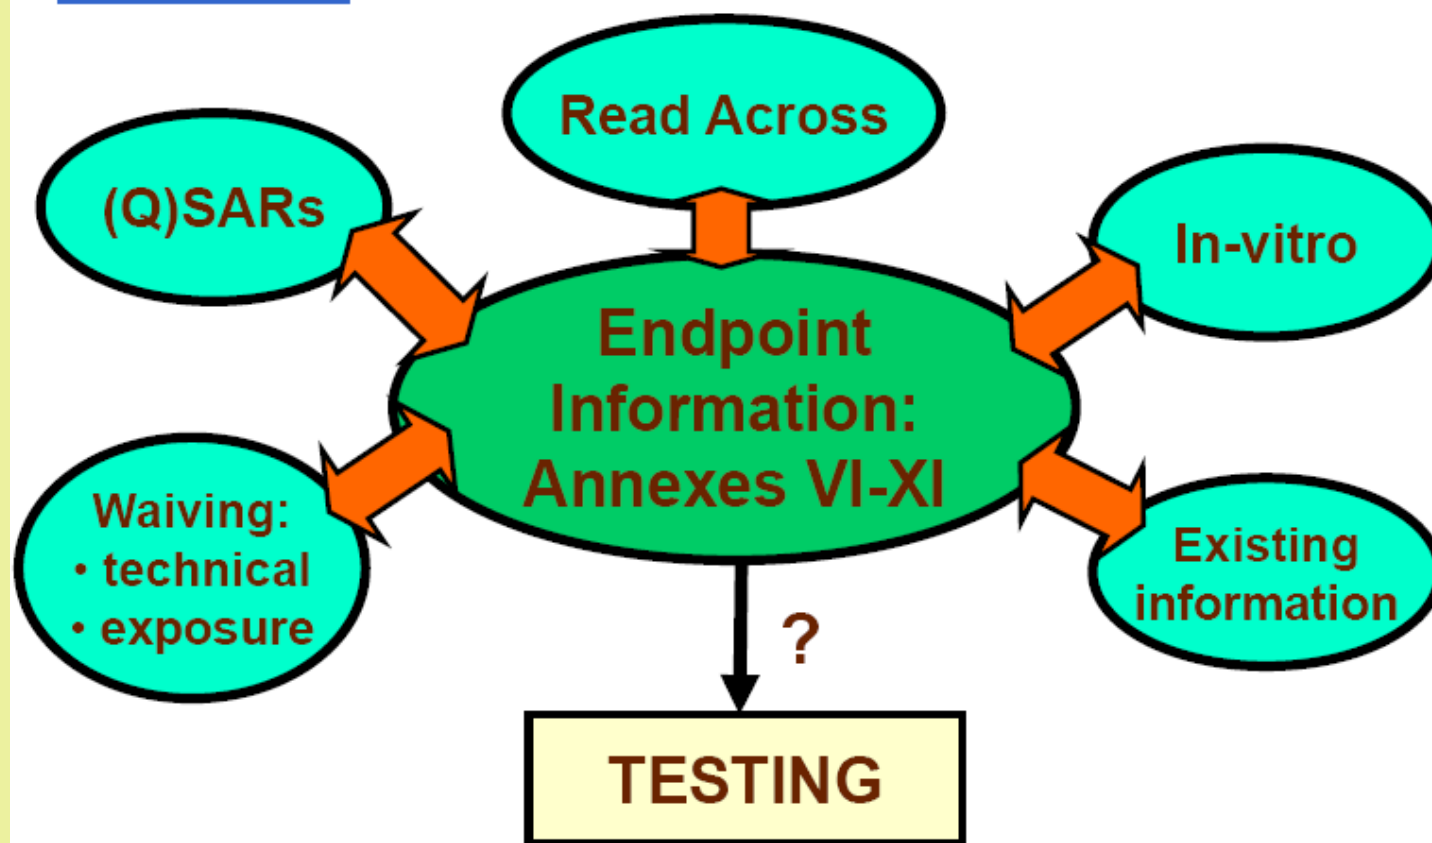 Read Across
(Q)SARs
In-vitro
Endpoint
Information:
Annexes VI-XI
Waiving:
• technical
• exposure
Existing
information
?
TESTING